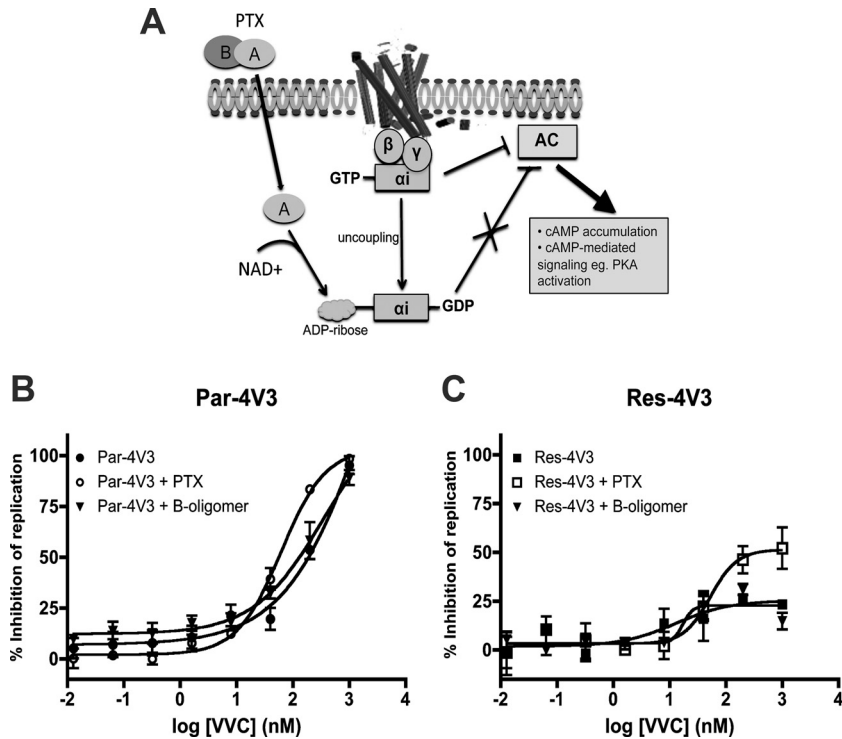 A
PTX
B A
β γ
GTP αi
AC
A
uncoupling
NAD+
• cAMP accumulation
• cAMP-mediated
signaling eg. PKA
activation
αi GDP
ADP-ribose
B
Par-4V3
% Inhibition of replication
100
75
50
25
0
Par-4V3
Par-4V3 + PTX
Par-4V3 + B-oligomer
-2 -1 0 1 2 3 4
log [VVC] (nM)
C
Res-4V3
% Inhibition of replication
100
75
50
25
0
Res-4V3
Res-4V3 + PTX
Res-4V3 + B-oligomer
-2 -1 0 1 2 3 4
log [VVC] (nM)